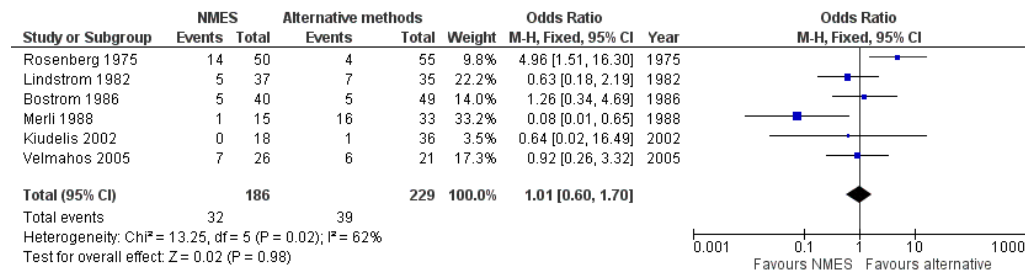 NMES Alternative methods Odds Ratio Odds Ratio
Study or Subgroup Events Total Events Total Weight M-H, Fixed, 95% CI Year M-H, Fixed, 95% CI
Rosenberg 1975 14 50 4 55 9.8% 4.96 [1.51, 16.30] 1975
Lindstrom 1982 5 37 7 35 22.2% 0.63 [0.18, 2.19] 1982
Bostrom 1986 5 40 5 49 14.0% 1.26 [0.34, 4.69] 1986
Merli 1988 1 15 16 33 33.2% 0.08 [0.01, 0.65] 1988
Kiudelis 2002 0 18 1 36 3.5% 0.64 [0.02, 16.49] 2002
Velmahos 2005 7 26 6 21 17.3% 0.92 [0.26, 3.32] 2005
Total (95% CI) 186 229 100.0% 1.01 [0.60, 1.70]
Total events 32 39
Heterogeneity: Chi² = 13.25, df = 5 (P = 0.02); I² = 62%
Test for overall effect: Z = 0.02 (P = 0.98)
0.001 0.1 1 10 1000
Favours NMES Favours alternative